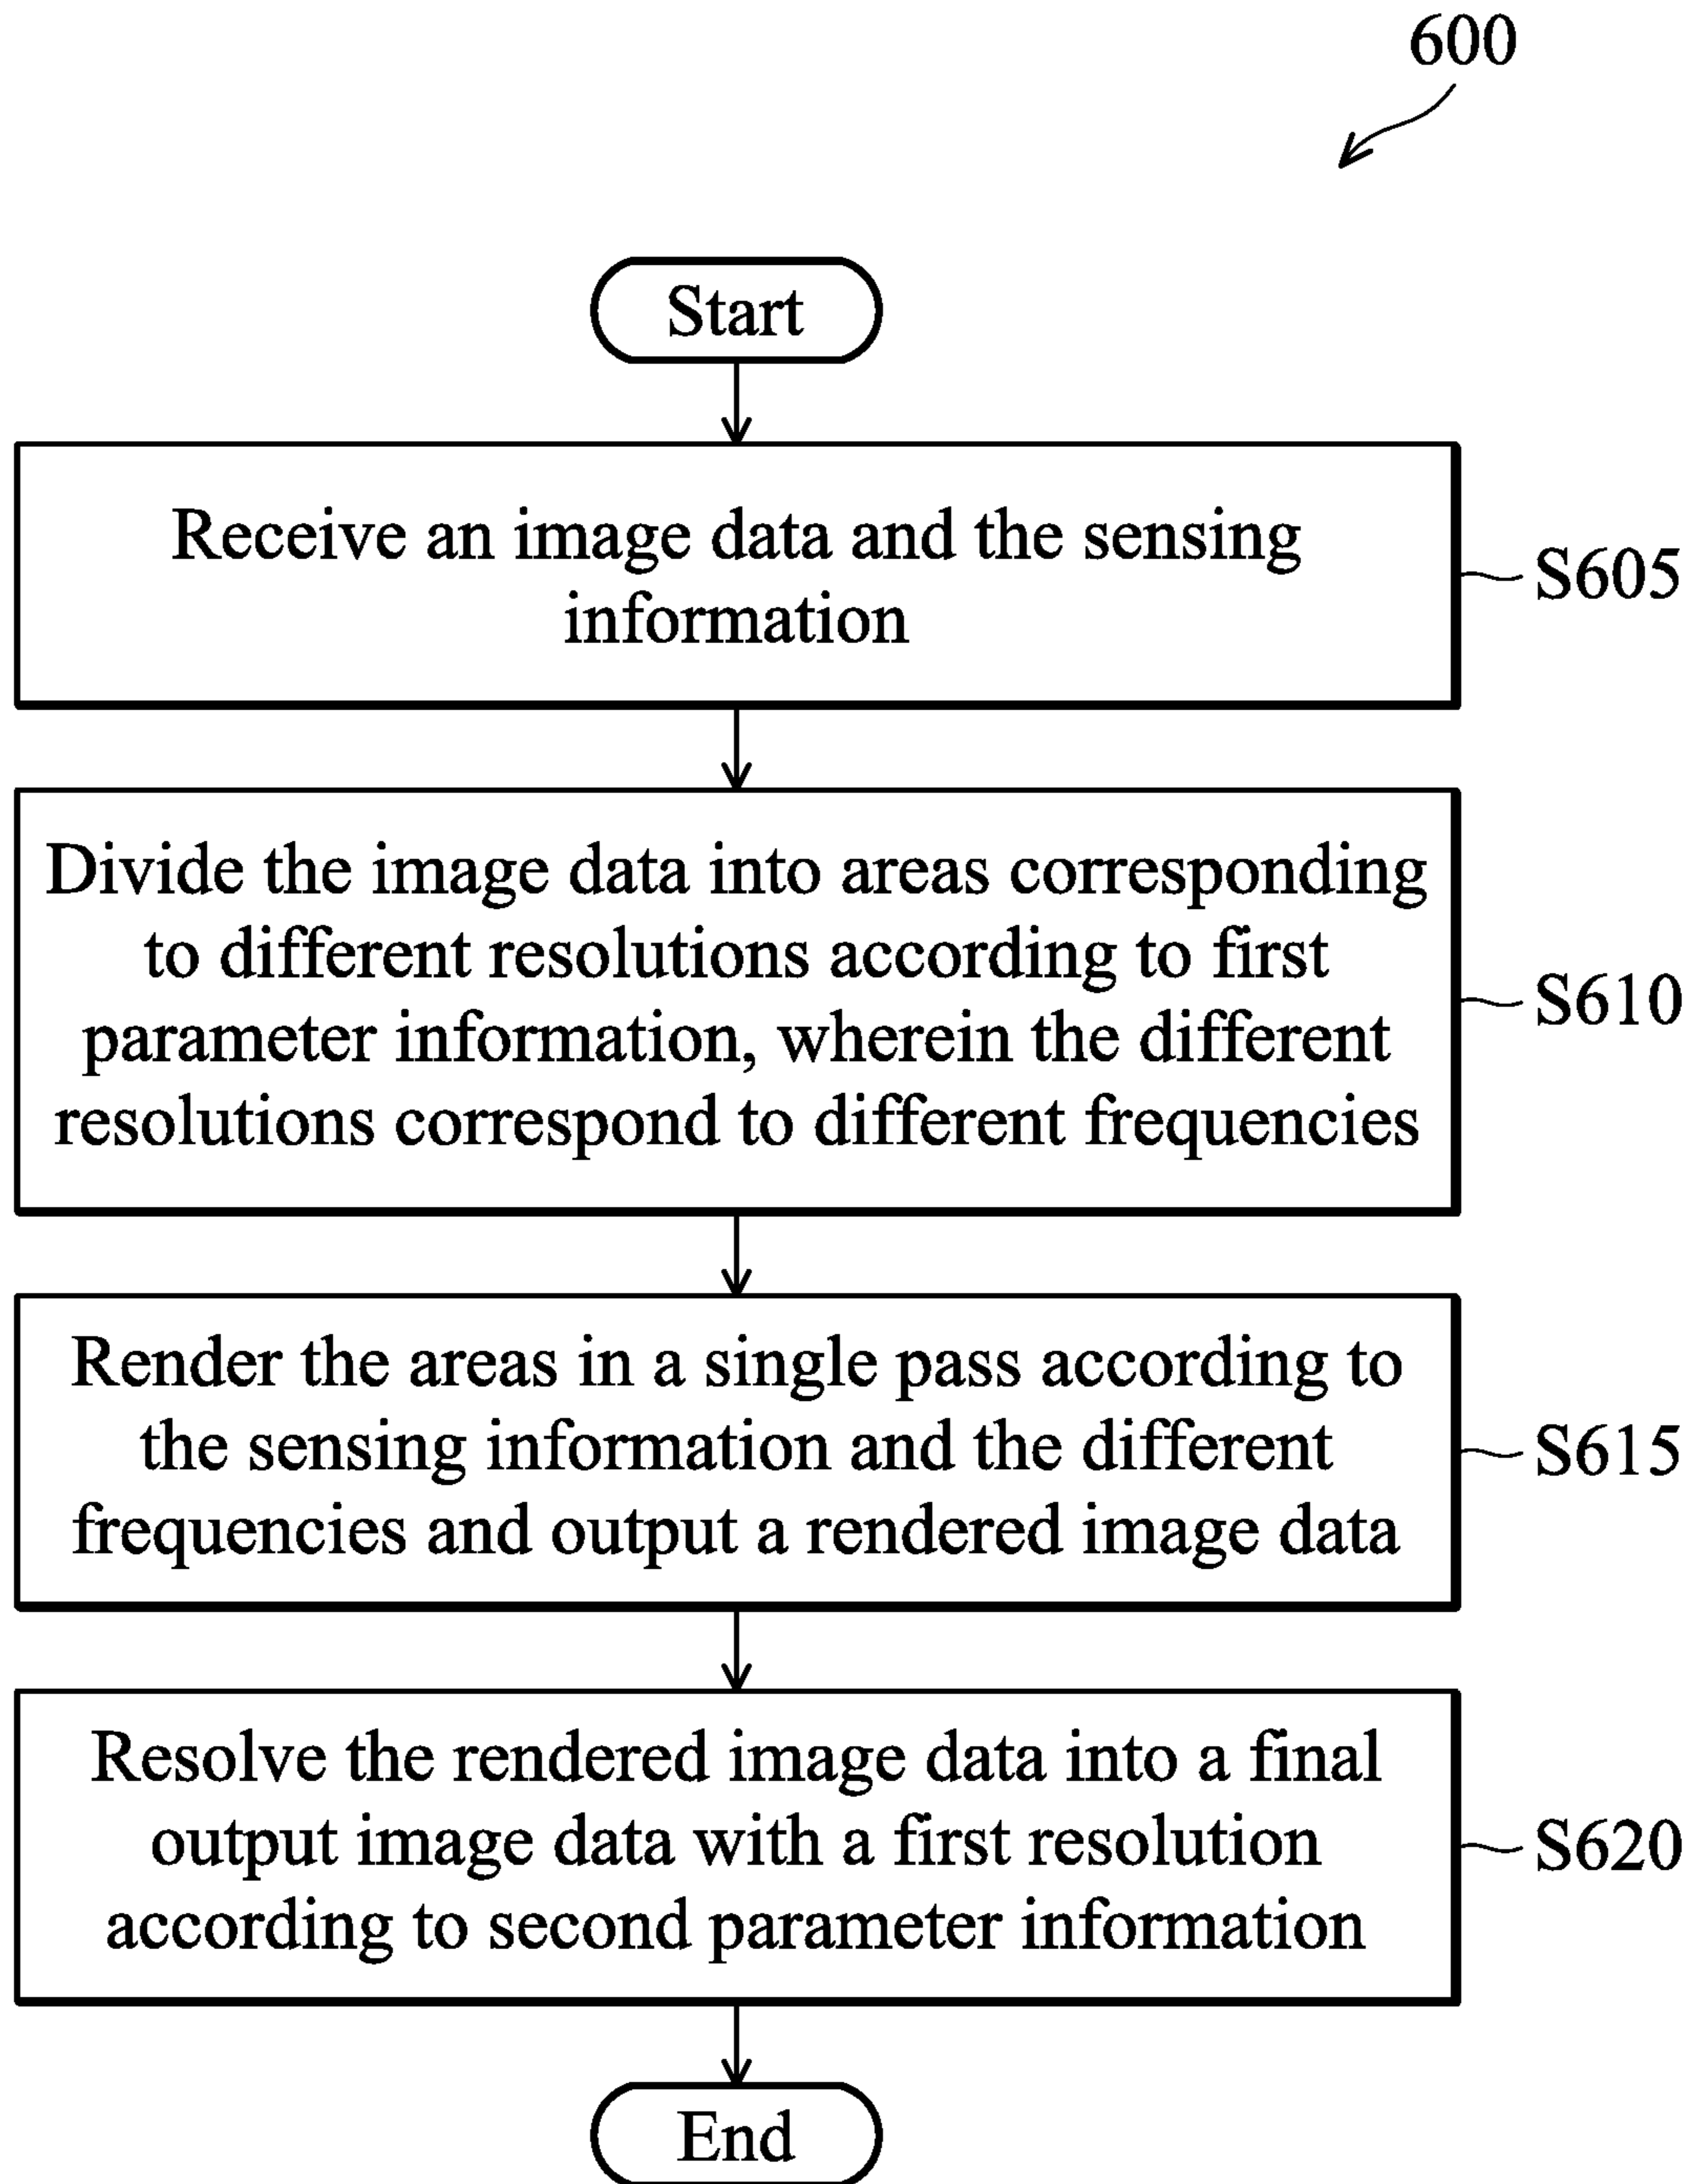 600
Start
Receive an image data and the sensing
information
S605
Divide the image data into areas corresponding
to different resolutions according to first
parameter information, wherein the different
resolutions correspond to different frequencies
S610
Render the areas in a single pass according to
the sensing information and the different
frequencies and output a rendered image data
S615
Resolve the rendered image data into a final
output image data with a first resolution
according to second parameter information
S620
End